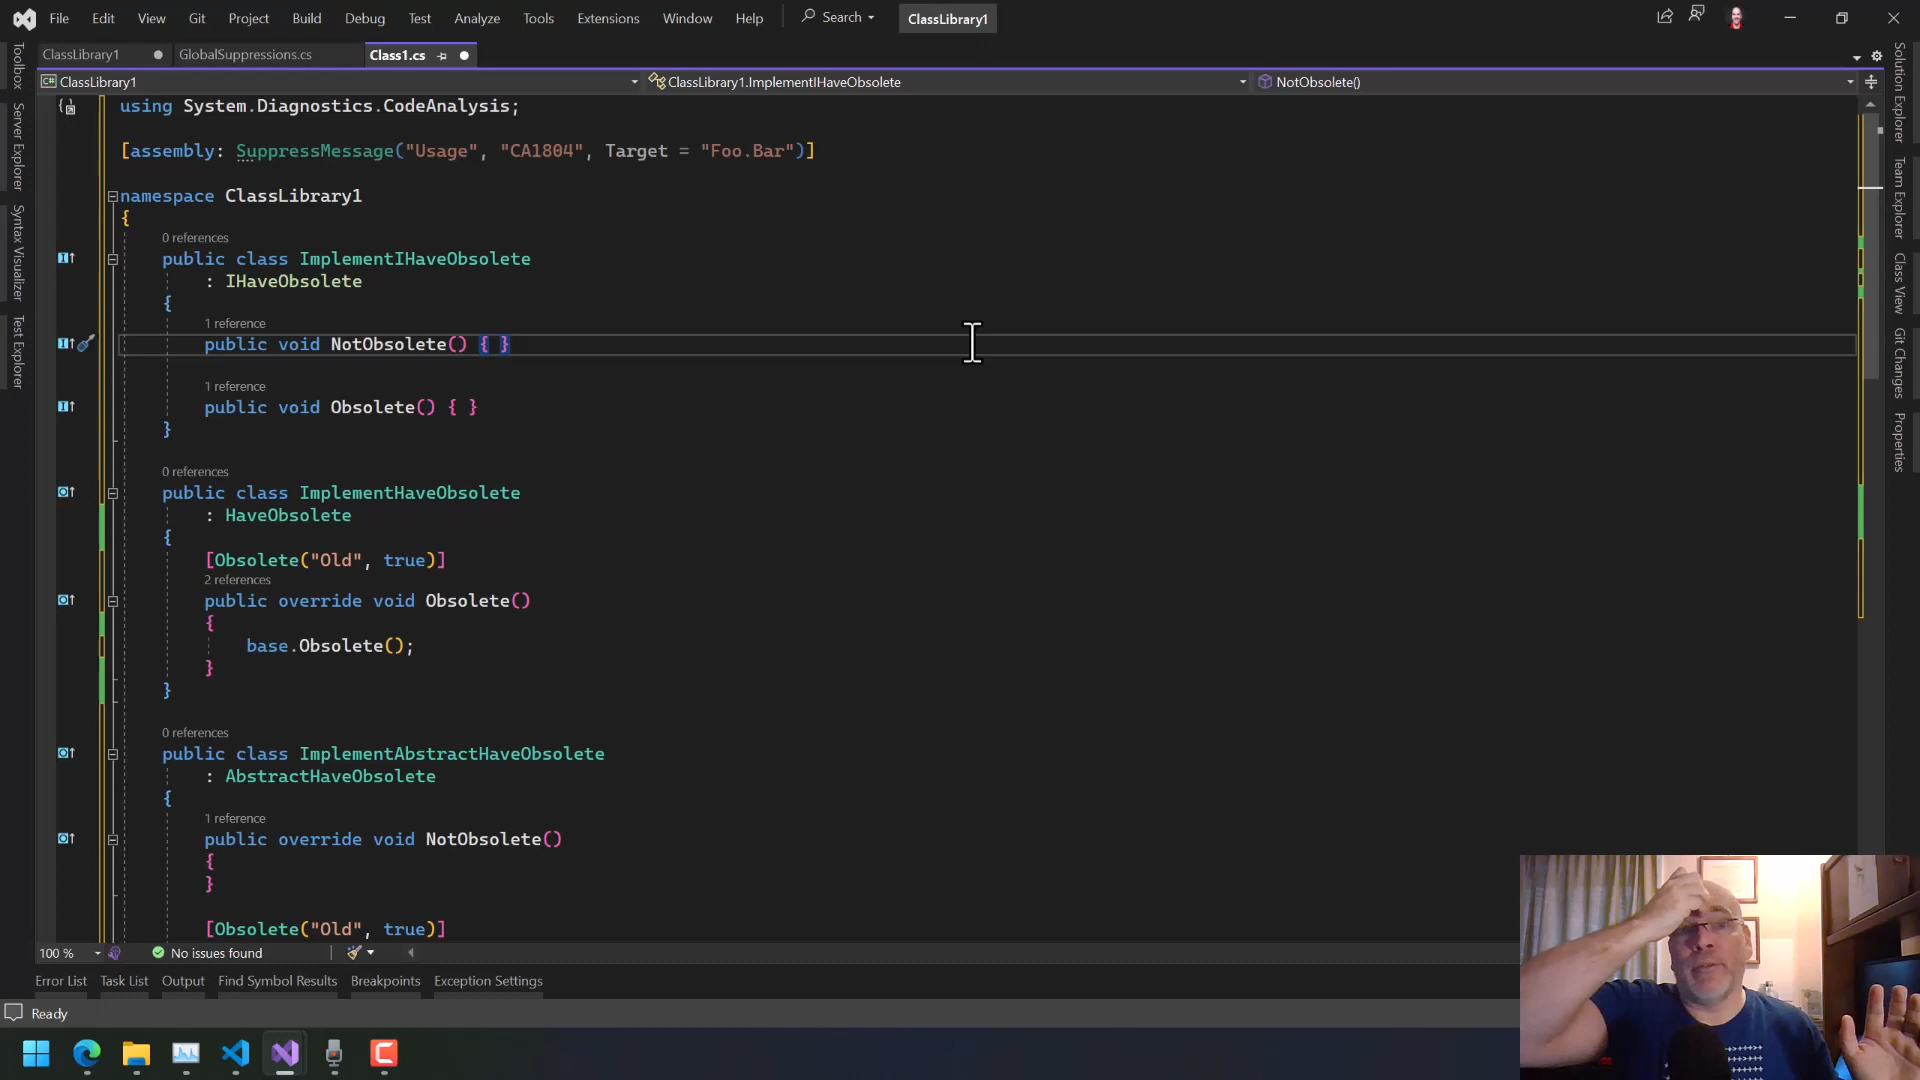 File Edit View Git Project Build Debug Test Analyze Tools Extensions Window Help Search ClassLibrary1
ClassLibrary1 GlobalSuppressions.cs Class1.cs
ClassLibrary1 ClassLibrary1.ImplementIHaveObsolete NotObsolete()
Toolbox
Server Explorer
Syntax Visualizer
Test Explorer
using System.Diagnostics.CodeAnalysis;
[assembly: SuppressMessage("Usage", "CA1804", Target = "Foo.Bar")]
namespace ClassLibrary1
{
0 references
public class ImplementIHaveObsolete
: IHaveObsolete
{
1 reference
public void NotObsolete() { }
1 reference
public void Obsolete() { }
}
0 references
public class ImplementHaveObsolete
: HaveObsolete
{
[Obsolete("Old", true)]
2 references
public override void Obsolete()
{
base.Obsolete();
}
}
0 references
public class ImplementAbstractHaveObsolete
: AbstractHaveObsolete
{
1 reference
public override void NotObsolete()
{
}
[Obsolete("Old", true)]
Solution Explorer
Team Explorer
Class View
Git Changes
Properties
100 % No issues found
Error List Task List Output Find Symbol Results Breakpoints Exception Settings
Ready